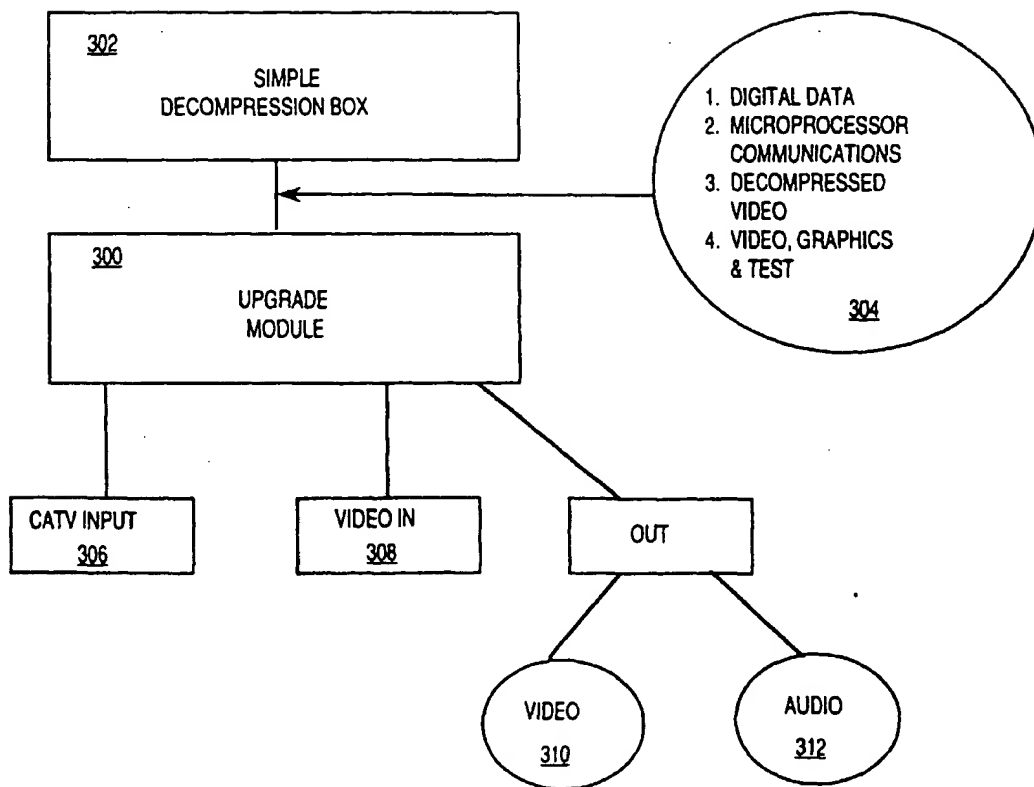 302
SIMPLE
DECOMPRESSION BOX
1. DIGITAL DATA
2. MICROPROCESSOR
COMMUNICATIONS
3. DECOMPRESSED
VIDEO
4. VIDEO, GRAPHICS
& TEST
304
300
UPGRADE
MODULE
CATV INPUT
306
VIDEO IN
308
OUT
VIDEO
310
AUDIO
312